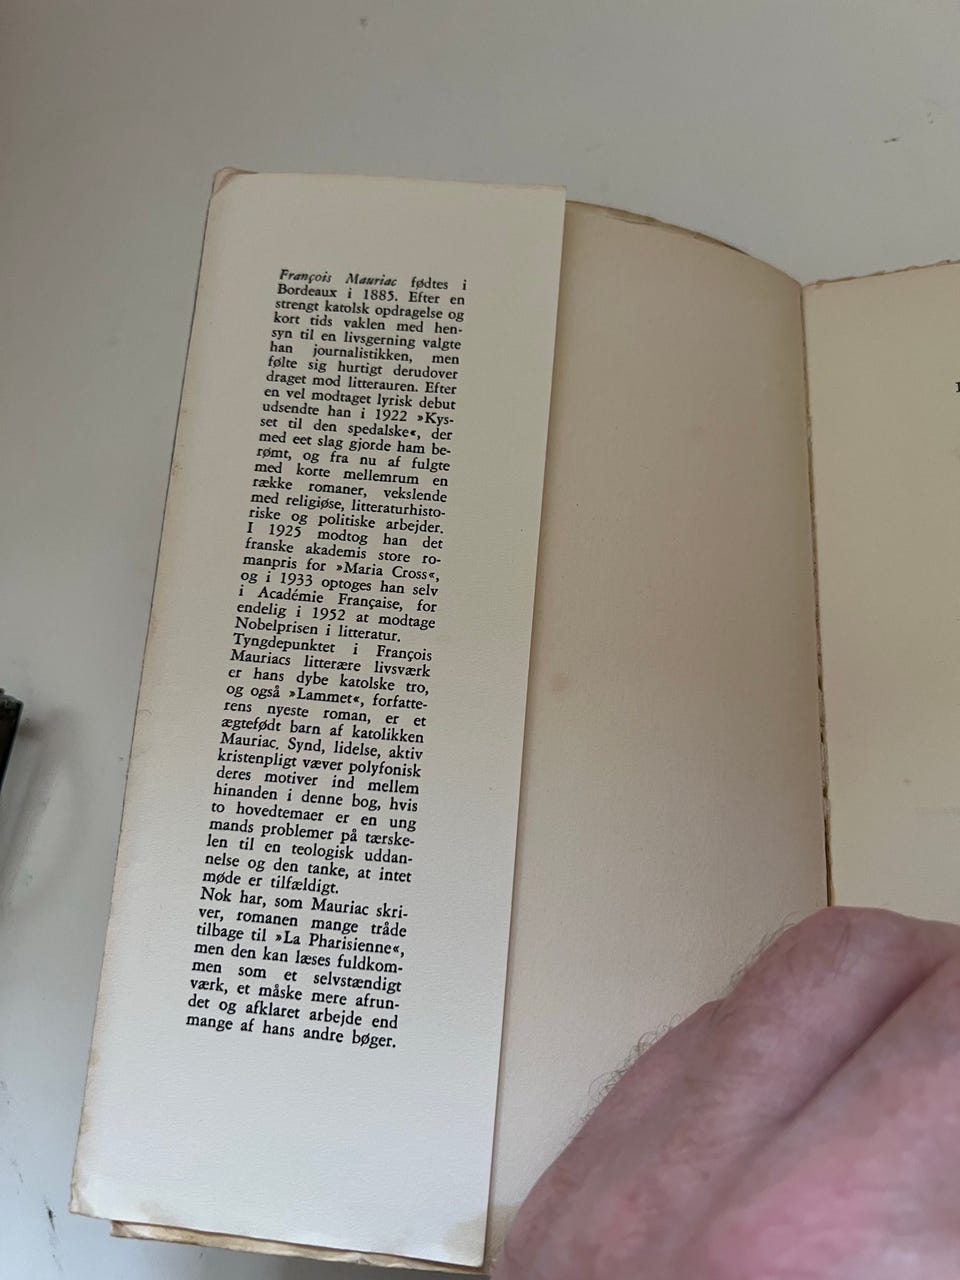 François Mauriac fødtes i
Bordeaux i 1885. Efter en
strengt katolsk opdragelse og
kort tids vaklen med hen-
syn til en livsgerning valgte
han journalistikken, men
følte sig hurtigt derudover
draget mod litterauren. Efter
en vel modtaget lyrisk debut
udsendte han i 1922 »Kys-
set til den spedalske«, der
med eet slag gjorde ham be-
rømt, og fra nu af fulgte
med korte mellemrum en
række romaner, vekslende
med religiøse, litteraturhisto-
riske og politiske arbejder.
I 1925 modtog han det
franske akademis store ro-
manpris for »Maria Cross«,
og i 1933 optoges han selv
i Académie Française, for
endelig i 1952 at modtage
Nobelprisen i litteratur.
Tyngdepunktet i François
Mauriacs litterære livsværk
er hans dybe katolske tro,
og også »Lammet«, forfatte-
rens nyeste roman, er et
ægtefødt barn af katolikken
Mauriac. Synd, lidelse, aktiv
kristenpligt væver polyfonisk
deres motiver ind mellem
hinanden i denne bog, hvis
to hovedtemaer er en ung
mands problemer på tærske-
len til en teologisk uddan-
nelse og den tanke, at intet
møde er tilfældigt.
Nok har, som Mauriac skri-
ver, romanen mange tråde
tilbage til »La Pharisienne«,
men den kan læses fuldkom-
men som et selvstændigt
værk, et måske mere afrun-
det og afklaret arbejde end
mange af hans andre bøger.